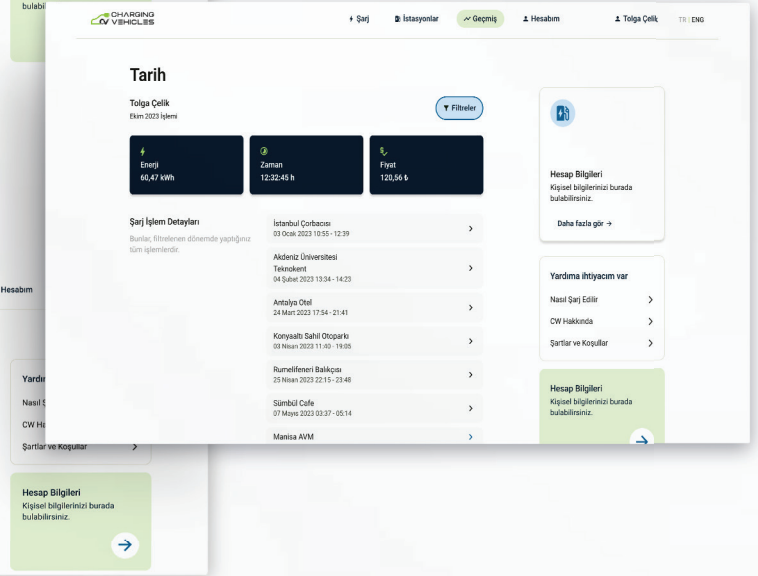 bulabil
CHARGING
VEHICLES
Şarj
İstasyonlar
Geçmiş
Hesabım
Tolga Çelik
TR | ENG
Tarih
Tolga Çelik
Ekim 2023 İşlemi
Filtreler
Enerji
60,47 kWh
Zaman
12:32:45 h
Fiyat
120,56 ₺
Şarj İşlem Detayları
Bunlar, filtrelenen dönemde yaptığınız
tüm işlemlerdir.
İstanbul Çorbacısı
03 Ocak 2023 10:55 - 12:39
Akdeniz Üniversitesi
Teknokent
04 Şubat 2023 13:34 - 14:23
Antalya Otel
24 Mart 2023 17:54 - 21:41
Konyaaltı Sahil Otoparkı
03 Nisan 2023 11:40 - 19:05
Rumelifeneri Balıkçısı
25 Nisan 2023 22:15 - 23:48
Sümbül Cafe
07 Mayıs 2023 03:37 - 05:14
Manisa AVM
Hesap Bilgileri
Kişisel bilgilerinizi burada
bulabilirsiniz.
Daha fazla gör →
Yardıma ihtiyacım var
Nasıl Şarj Edilir
CW Hakkında
Şartlar ve Koşullar
Hesap Bilgileri
Kişisel bilgilerinizi burada
bulabilirsiniz.
Hesabım
Yardı
Nasıl Ş
CW Ha
Şartlar ve Koşullar
Hesap Bilgileri
Kişisel bilgilerinizi burada
bulabilirsiniz.